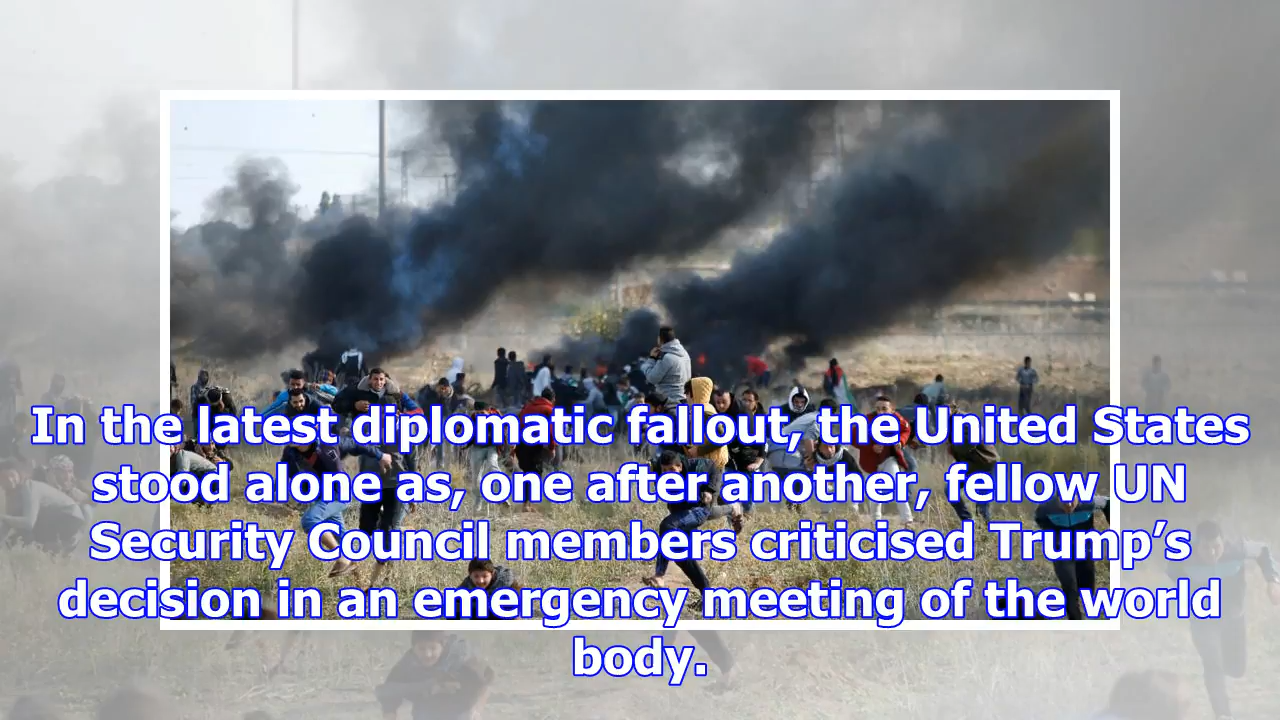 In the latest diplomatic fallout, the United States
stood alone as, one after another, fellow UN
Security Council members criticised Trump’s
decision in an emergency meeting of the world
body.